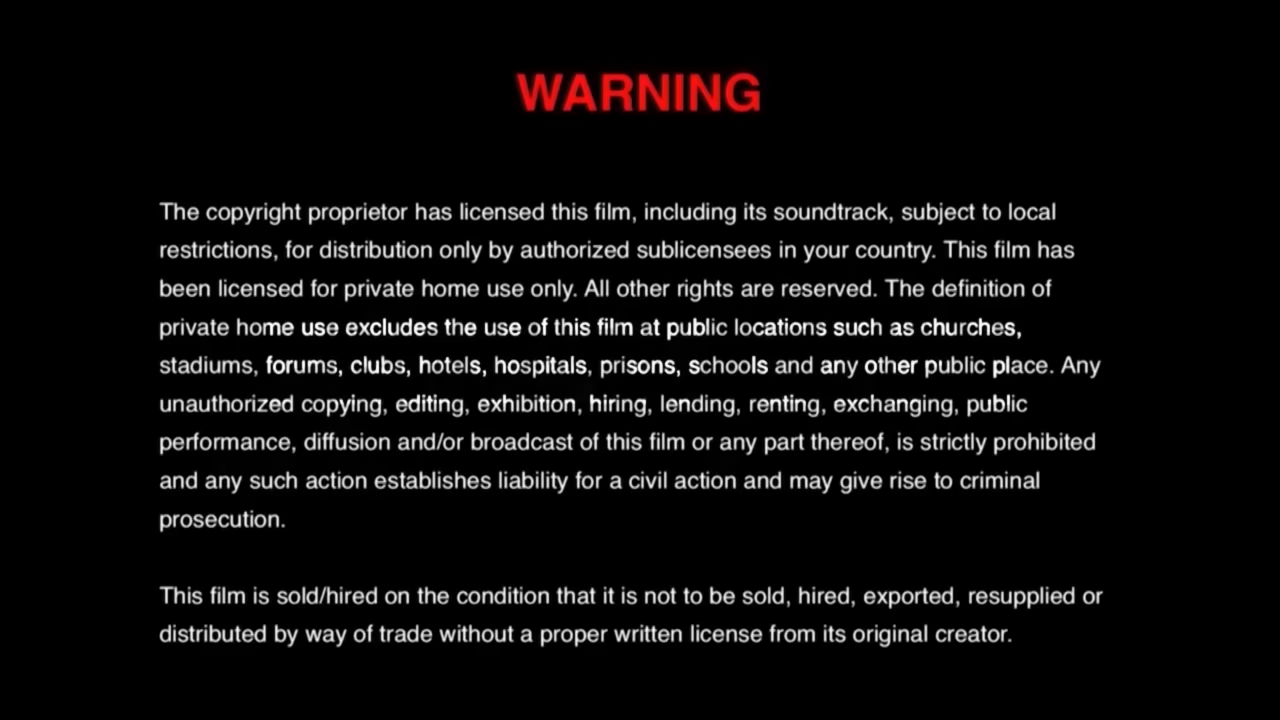 WARNING
The copyright proprietor has licensed this film, including its soundtrack, subject to local
restrictions, for distribution only by authorized sublicensees in your country. This film has
been licensed for private home use only. All other rights are reserved. The definition of
private home use excludes the use of this film at public locations such as churches,
stadiums, forums, clubs, hotels, hospitals, prisons, schools and any other public place. Any
unauthorized copying, editing, exhibition, hiring, lending, renting, exchanging, public
performance, diffusion and/or broadcast of this film or any part thereof, is strictly prohibited
and any such action establishes liability for a civil action and may give rise to criminal
prosecution.
This film is sold/hired on the condition that it is not to be sold, hired, exported, resupplied or
distributed by way of trade without a proper written license from its original creator.